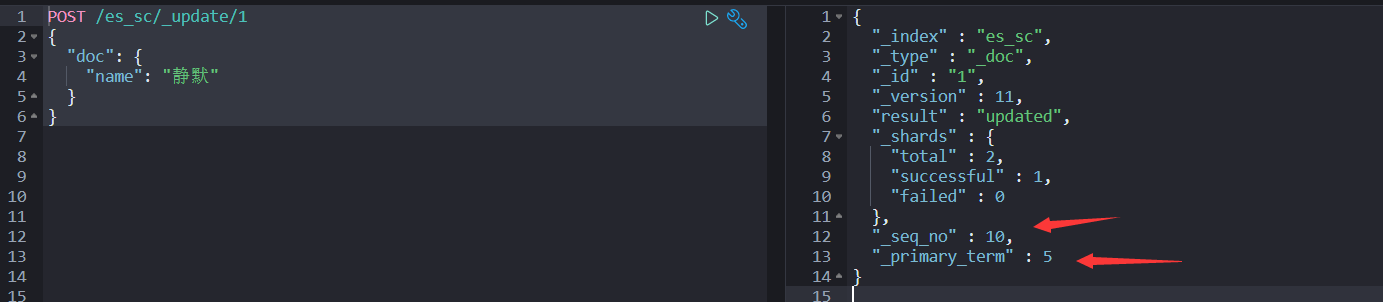 1 POST /es_sc/_update/1
2 {
3 "doc": {
4 "name": "静默"
5 }
6 }
7
8
9
10
11
12
13
14
15
1 {
2 "_index" : "es_sc",
3 "_type" : "_doc",
4 "_id" : "1",
5 "_version" : 11,
6 "result" : "updated",
7 "_shards" : {
8 "total" : 2,
9 "successful" : 1,
10 "failed" : 0
11 },
12 "_seq_no" : 10,
13 "_primary_term" : 5
14 }
15